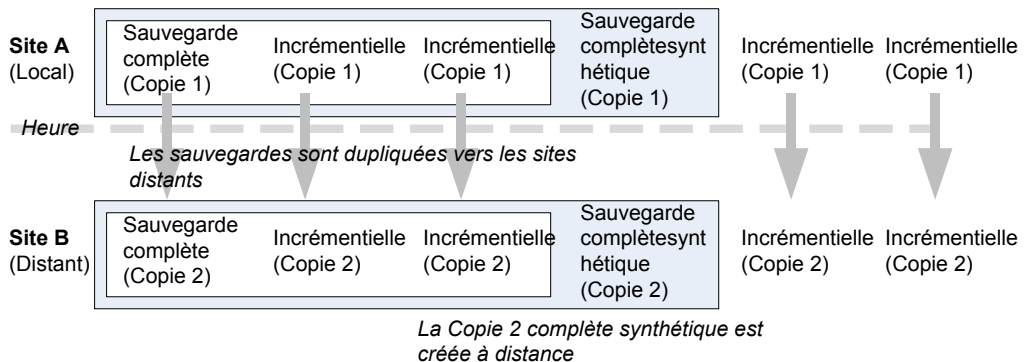 Site A
(Local)
Sauvegarde
complète
(Copie 1)
Incrémentielle
(Copie 1)
Incrémentielle
(Copie 1)
Sauvegarde
complètesynt
hétique
(Copie 1)
Incrémentielle
(Copie 1)
Incrémentielle
(Copie 1)
Heure
Les sauvegardes sont dupliquées vers les sites
distants
Site B
(Distant)
Sauvegarde
complète
(Copie 2)
Incrémentielle
(Copie 2)
Incrémentielle
(Copie 2)
Sauvegarde
complètesynt
hétique
(Copie 2)
Incrémentielle
(Copie 2)
Incrémentielle
(Copie 2)
La Copie 2 complète synthétique est
créée à distance